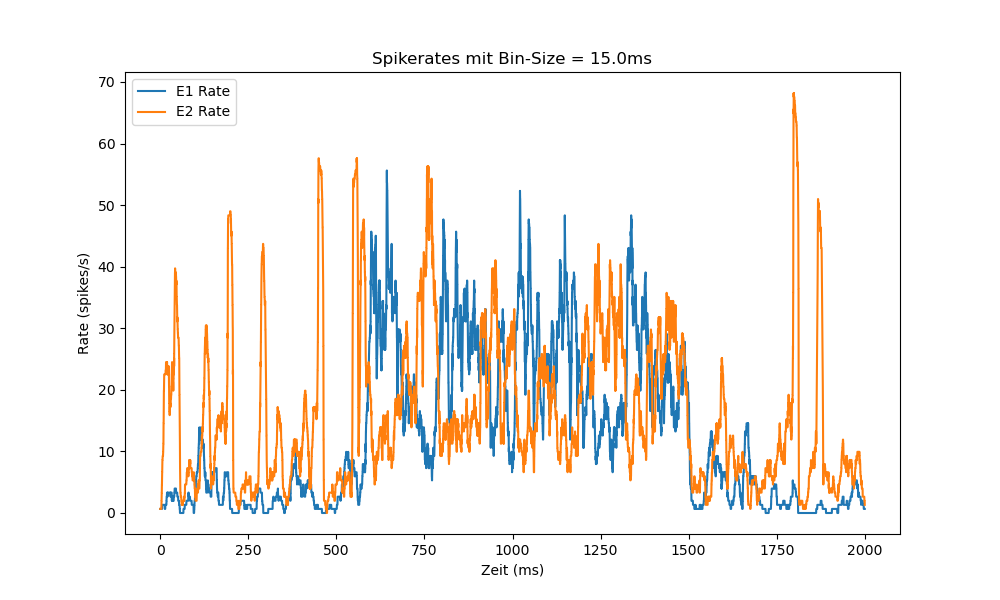 Spikerates mit Bin-Size = 15.0ms
E1 Rate
E2 Rate
70
60
50
40
30
20
10
0
Rate (spikes/s)
0 250 500 750 1000 1250 1500 1750 2000
Zeit (ms)